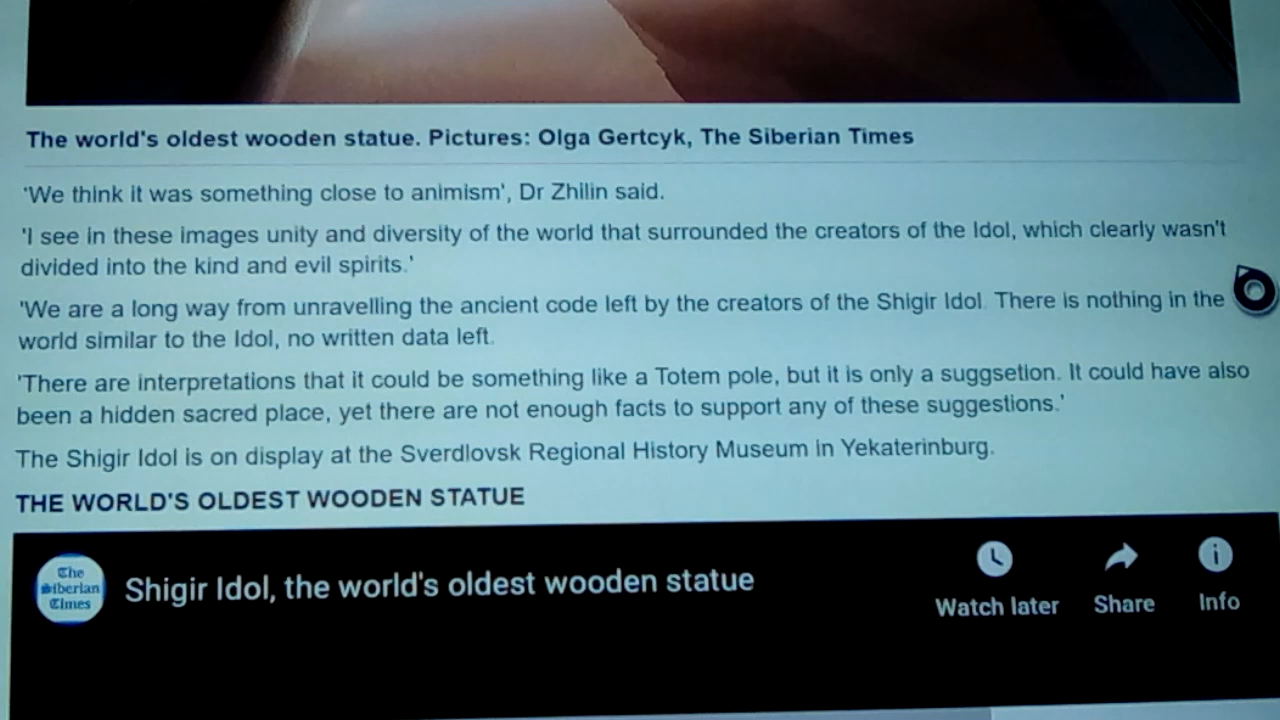 The world's oldest wooden statue. Pictures: Olga Gertcyk, The Siberian Times
'We think it was something close to animism', Dr Zhilin said.
'I see in these images unity and diversity of the world that surrounded the creators of the Idol, which clearly wasn't
divided into the kind and evil spirits.'
'We are a long way from unravelling the ancient code left by the creators of the Shigir Idol. There is nothing in the
world similar to the Idol, no written data left.
'There are interpretations that it could be something like a Totem pole, but it is only a suggsetion. It could have also
been a hidden sacred place, yet there are not enough facts to support any of these suggestions.'
The Shigir Idol is on display at the Sverdlovsk Regional History Museum in Yekaterinburg.
THE WORLD'S OLDEST WOODEN STATUE
The
Siberian
Times
Shigir Idol, the world's oldest wooden statue
Watch later
Share
Info